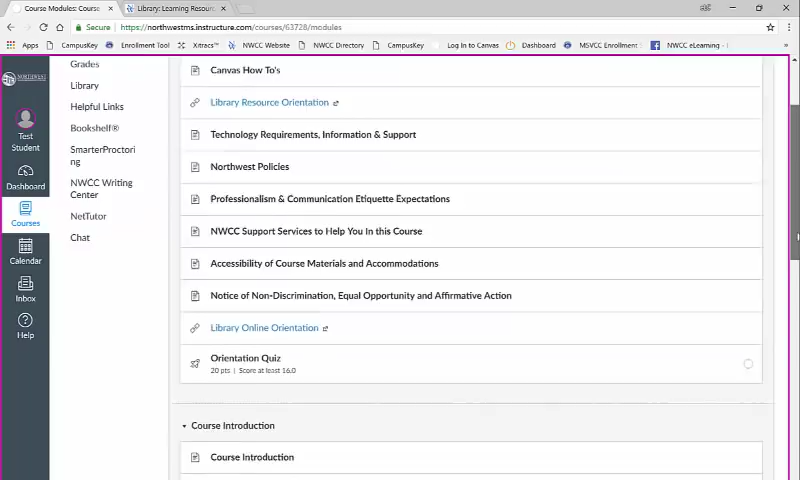 Course Modules: Course
Library: Learning Resour
Secure
https://northwestms.instructure.com/courses/63728/modules
Apps
CampusKey
Enrollment Tool
Xitracs™
NWCC Website
NWCC Directory
CampusKey
Log In to Canvas
Dashboard
MSVCC Enrollment
NWCC eLearning -
»
NORTHWEST
Test
Student
Dashboard
Courses
Calendar
Inbox
Help
Grades
Library
Helpful Links
Bookshelf®
SmarterProctori
ng
NWCC Writing
Center
NetTutor
Chat
Canvas How To's
Library Resource Orientation
Technology Requirements, Information & Support
Northwest Policies
Professionalism & Communication Etiquette Expectations
NWCC Support Services to Help You In this Course
Accessibility of Course Materials and Accommodations
Notice of Non-Discrimination, Equal Opportunity and Affirmative Action
Library Online Orientation
Orientation Quiz
20 pts | Score at least 16.0
Course Introduction
Course Introduction